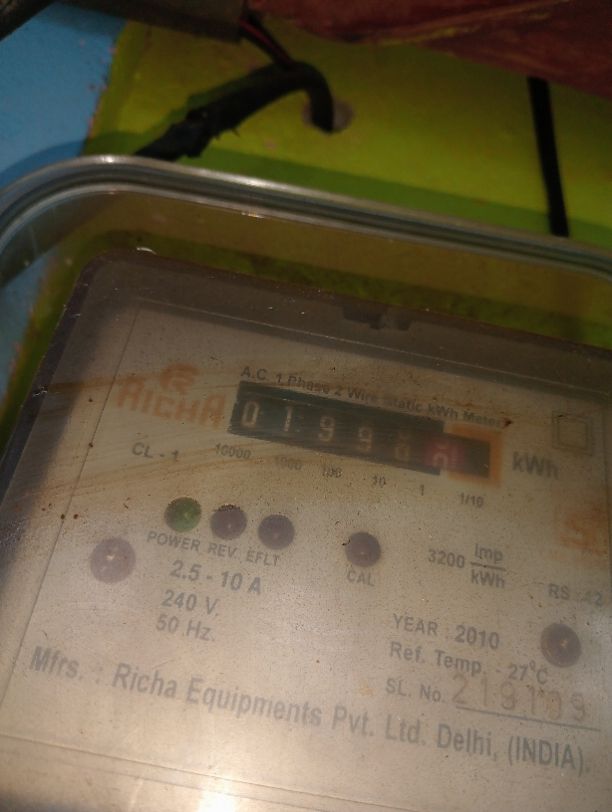 A.C. 1 Phase 2 Wire Static kWh Meter
RICHA
0 1 9 9 8
kWh
CL - 1
10000 1000 100 10 1 1/10
POWER REV. EFLT
CAL
3200 Imp/kWh
2.5 - 10 A
240 V.
50 Hz.
YEAR : 2010
Ref. Temp. 27°C
SL. No.
Mfrs. : Richa Equipments Pvt. Ltd. Delhi, (INDIA).